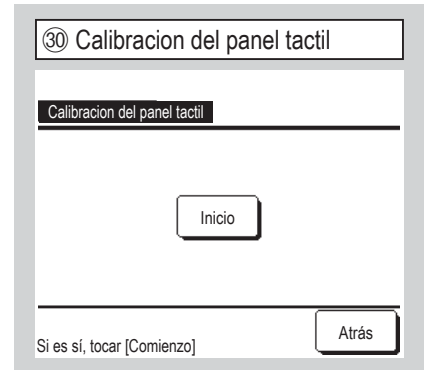 ㉚ Calibracion del panel tactil
Calibracion del panel tactil
Inicio
Atrás
Si es sí, tocar [Comienzo]